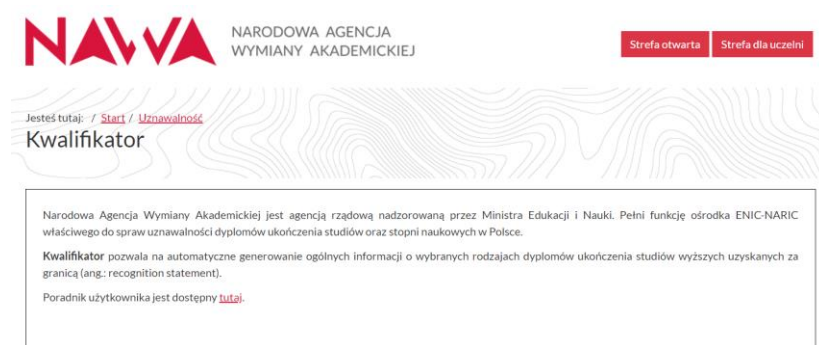 NAWA
NARODOWA AGENCJA
WYMIANY AKADEMICKIEJ
Strefa otwarta
Strefa dla uczelni
Jesteś tutaj: / Start / Uznawalność
Kwalifikator
Narodowa Agencja Wymiany Akademickiej jest agencją rządową nadzorowaną przez Ministra Edukacji i Nauki. Pełni funkcję ośrodka ENIC-NARIC
właściwego do spraw uznawalności dyplomów ukończenia studiów oraz stopni naukowych w Polsce.
Kwalifikator pozwala na automatyczne generowanie ogólnych informacji o wybranych rodzajach dyplomów ukończenia studiów wyższych uzyskanych za
granicą (ang.: recognition statement).
Poradnik użytkownika jest dostępny tutaj.